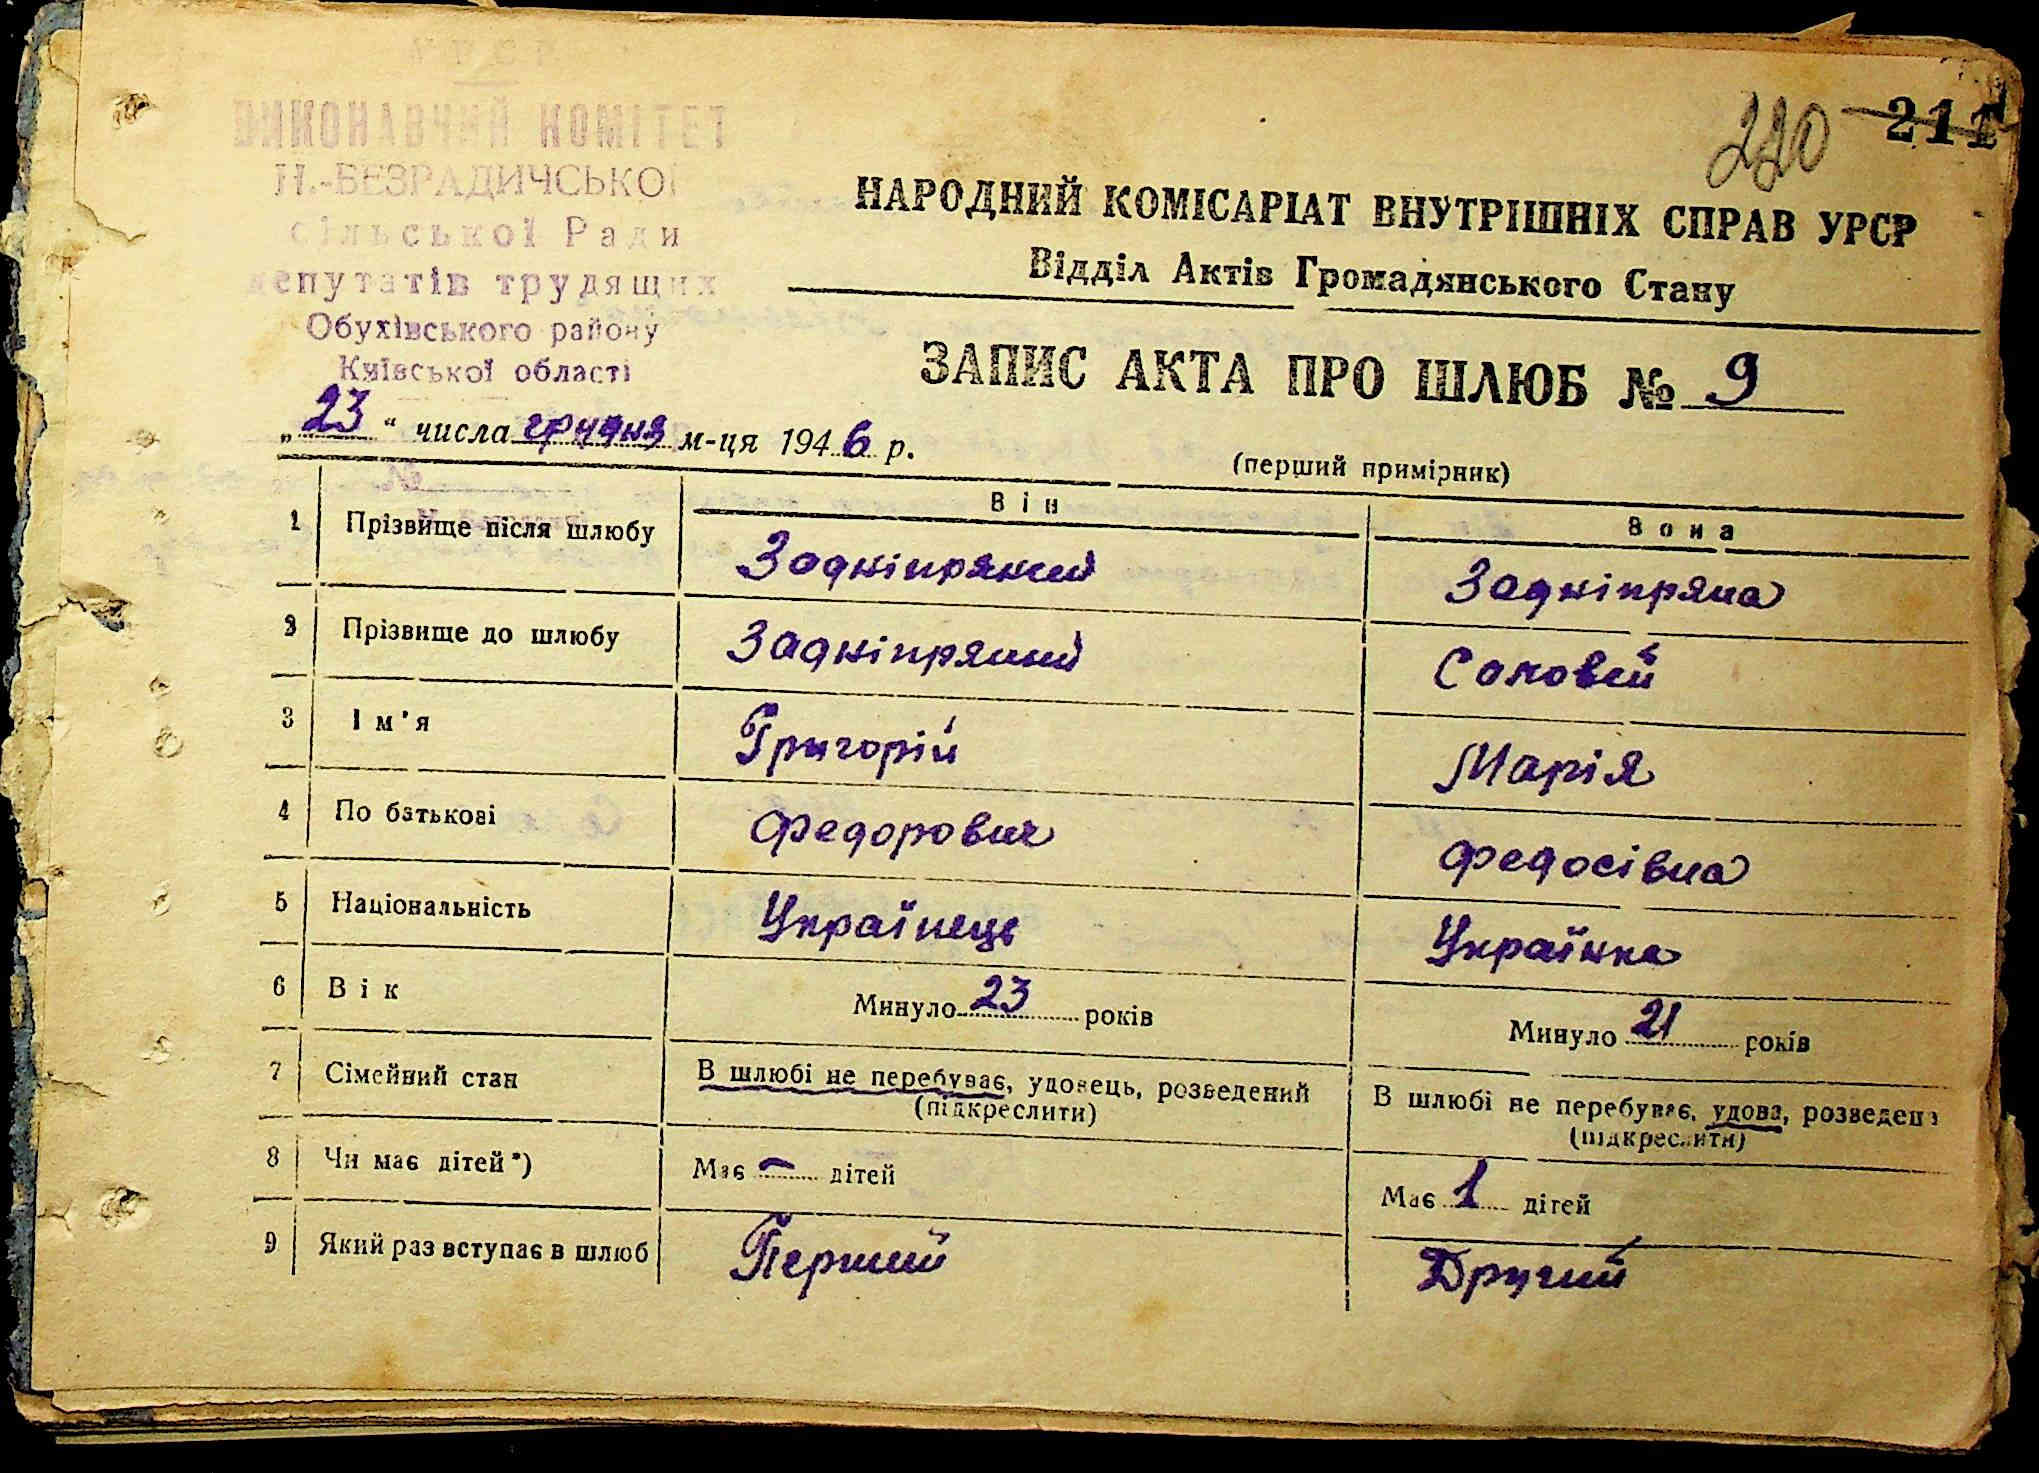 УРСР
ВИКОНАВЧИЙ КОМІТЕТ
Н.-БЕЗРАДИЧСЬКОЇ
сільської Ради
депутатів трудящих
Обухівського району
Київської області
№
220 211
НАРОДНИЙ КОМІСАРІАТ ВНУТРІШНІХ СПРАВ УРСР
Відділ Актів Громадянського Стану
ЗАПИС АКТА ПРО ШЛЮБ № 9
„23“ числа грудня м-ця 1946 р.
(перший примірник)
Він Вона
1 Прізвище після шлюбу Задніпряний Задніпряна
2 Прізвище до шлюбу Задніпряний Соловей
3 Ім'я Григорій Марія
4 По батькові Федорович Федосівна
5 Національність Українець Українка
6 Вік Минуло 23 років Минуло 21 років
7 Сімейний стан В шлюбі не перебуває, удовець, розведений В шлюбі не перебуває, удова, розведена
(підкреслити) (підкреслити)
8 Чи має дітей*) Має – дітей Має 1 дітей
9 Який раз вступає в шлюб Перший Другий